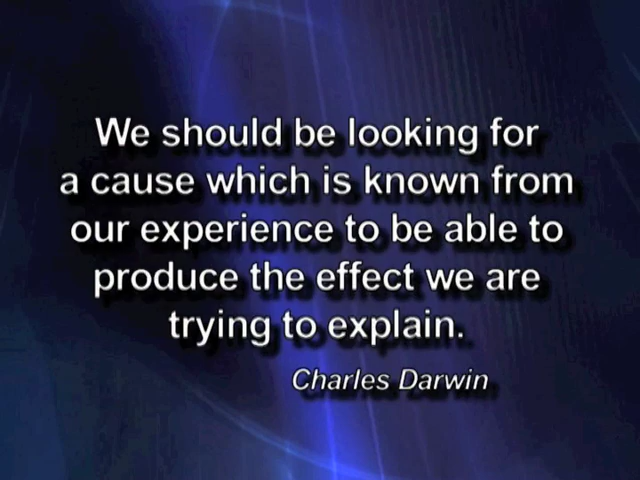 We should be looking for
a cause which is known from
our experience to be able to
produce the effect we are
trying to explain.
Charles Darwin